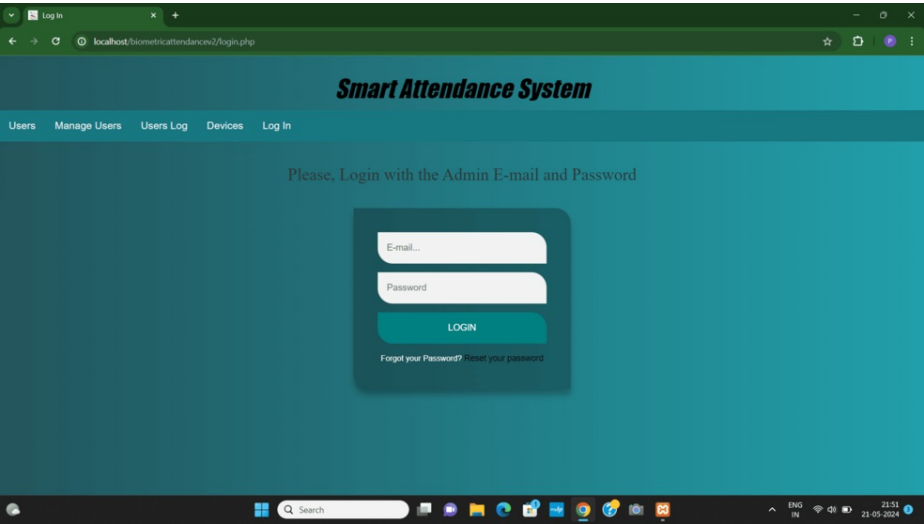 Log In
localhost/biometricattendancev2/login.php
P
Smart Attendance System
Users Manage Users Users Log Devices Log In
Please, Login with the Admin E-mail and Password
E-mail...
Password
LOGIN
Forgot your Password? Reset your password
Search
ENG
IN
21:51
21-05-2024